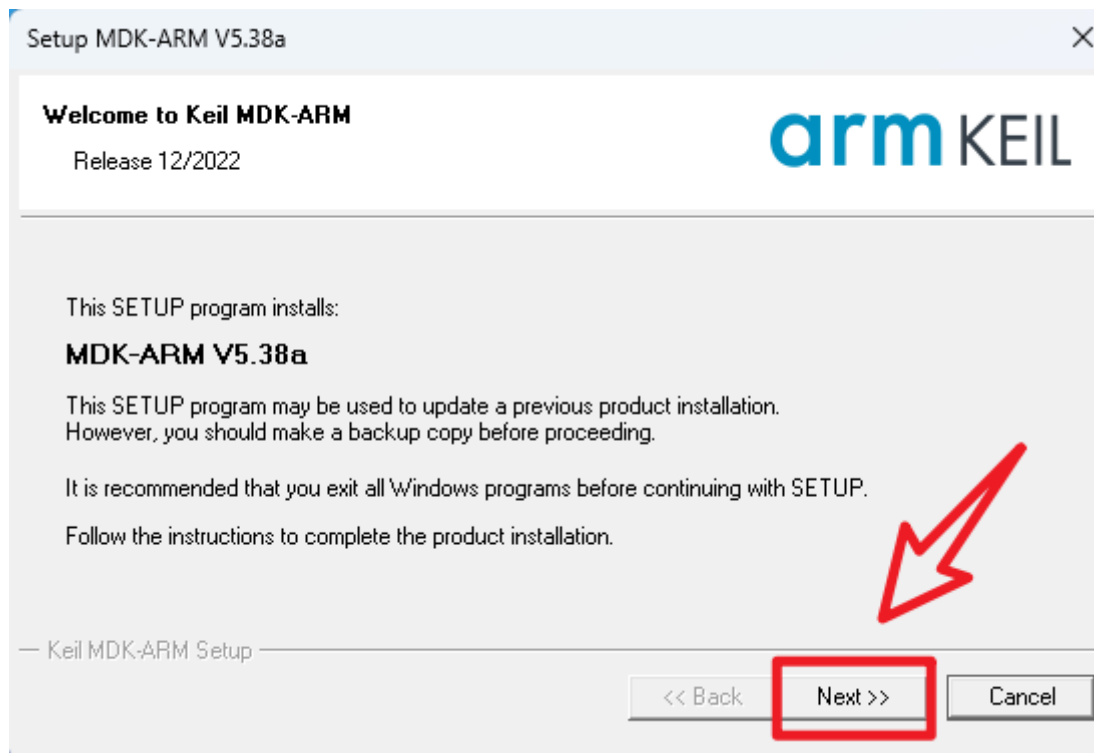 Setup MDK-ARM V5.38a
Welcome to Keil MDK-ARM
Release 12/2022
arm KEIL
This SETUP program installs:
MDK-ARM V5.38a
This SETUP program may be used to update a previous product installation.
However, you should make a backup copy before proceeding.
It is recommended that you exit all Windows programs before continuing with SETUP.
Follow the instructions to complete the product installation.
Keil MDK-ARM Setup
<< Back Next >> Cancel